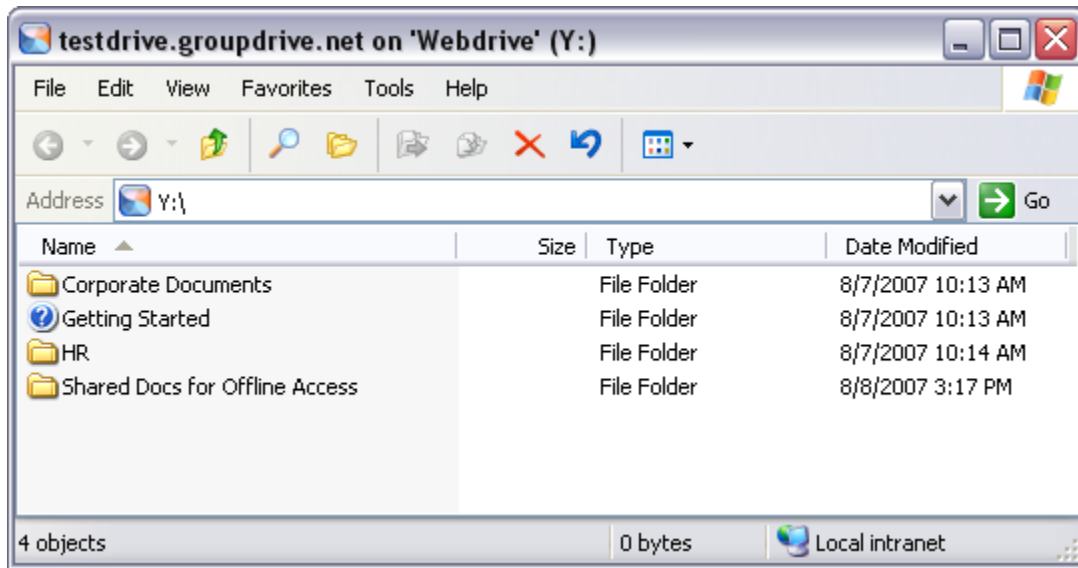 testdrive.groupdrive.net on 'Webdrive' (Y:)
File Edit View Favorites Tools Help
Address Y:\ Go
Name Size Type Date Modified
Corporate Documents File Folder 8/7/2007 10:13 AM
Getting Started File Folder 8/7/2007 10:13 AM
HR File Folder 8/7/2007 10:14 AM
Shared Docs for Offline Access File Folder 8/8/2007 3:17 PM
4 objects 0 bytes Local intranet